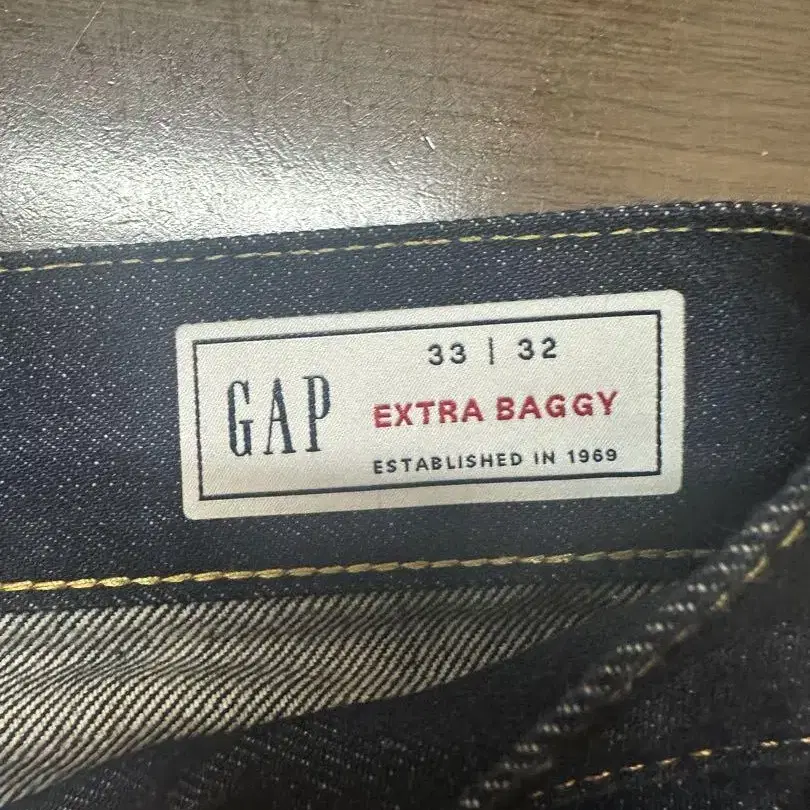 GAP
33 | 32
EXTRA BAGGY
ESTABLISHED IN 1969